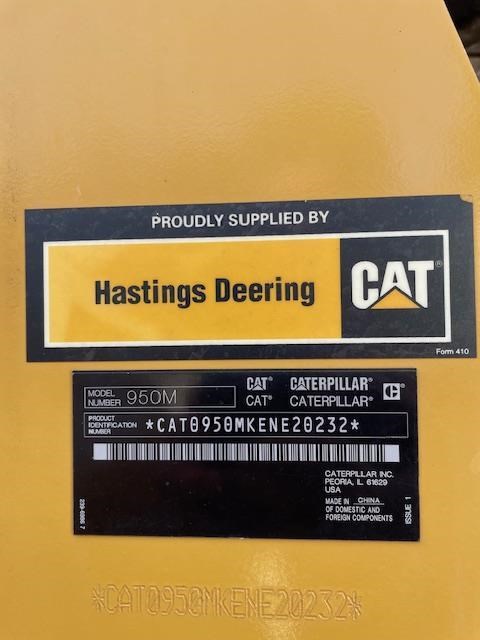 PROUDLY SUPPLIED BY
Hastings Deering
CAT®
Form 410
MODEL NUMBER 950M
CAT® CATERPILLAR®
CAT® CATERPILLAR®
PRODUCT IDENTIFICATION NUMBER *CAT0950MKENE20232*
CATERPILLAR INC.
PEORIA, IL 61629
USA
MADE IN CHINA
OF DOMESTIC AND
FOREIGN COMPONENTS
ISSUE 1
*CAT0950MKENE20232*